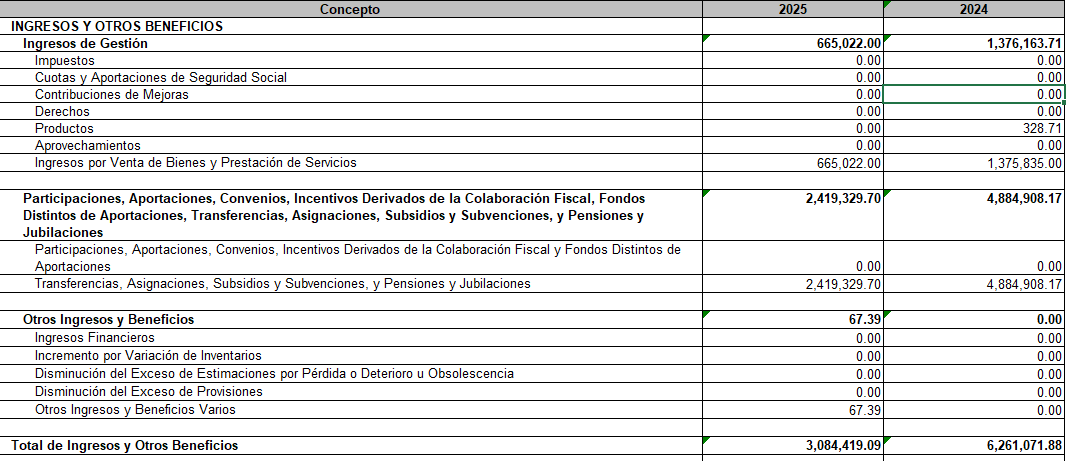 Concepto 2025 2024
INGRESOS Y OTROS BENEFICIOS
Ingresos de Gestión 665,022.00 1,376,163.71
Impuestos 0.00 0.00
Cuotas y Aportaciones de Seguridad Social 0.00 0.00
Contribuciones de Mejoras 0.00 0.00
Derechos 0.00 0.00
Productos 0.00 328.71
Aprovechamientos 0.00 0.00
Ingresos por Venta de Bienes y Prestación de Servicios 665,022.00 1,375,835.00
Participaciones, Aportaciones, Convenios, Incentivos Derivados de la Colaboración Fiscal, Fondos 2,419,329.70 4,884,908.17
Distintos de Aportaciones, Transferencias, Asignaciones, Subsidios y Subvenciones, y Pensiones y
Jubilaciones
Participaciones, Aportaciones, Convenios, Incentivos Derivados de la Colaboración Fiscal y Fondos Distintos de
Aportaciones 0.00 0.00
Transferencias, Asignaciones, Subsidios y Subvenciones, y Pensiones y Jubilaciones 2,419,329.70 4,884,908.17
Otros Ingresos y Beneficios 67.39 0.00
Ingresos Financieros 0.00 0.00
Incremento por Variación de Inventarios 0.00 0.00
Disminución del Exceso de Estimaciones por Pérdida o Deterioro u Obsolescencia 0.00 0.00
Disminución del Exceso de Provisiones 0.00 0.00
Otros Ingresos y Beneficios Varios 67.39 0.00
Total de Ingresos y Otros Beneficios 3,084,419.09 6,261,071.88